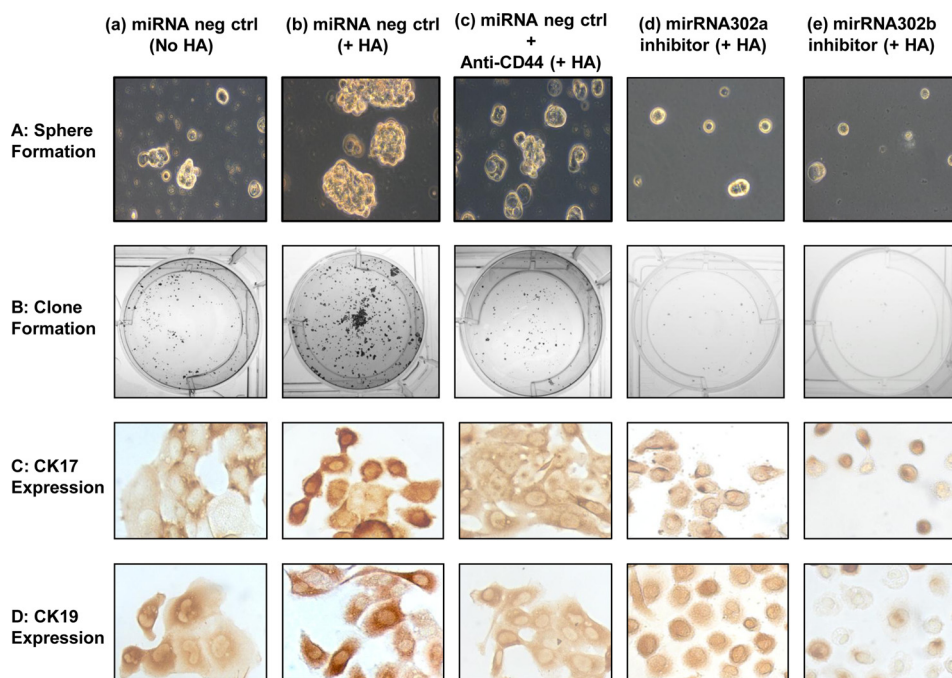 (a) miRNA neg ctrl
(No HA)
(b) miRNA neg ctrl
(+ HA)
(c) miRNA neg ctrl
+
Anti-CD44 (+ HA)
(d) mirRNA302a
inhibitor (+ HA)
(e) mirRNA302b
inhibitor (+ HA)
A: Sphere
Formation
B: Clone
Formation
C: CK17
Expression
D: CK19
Expression